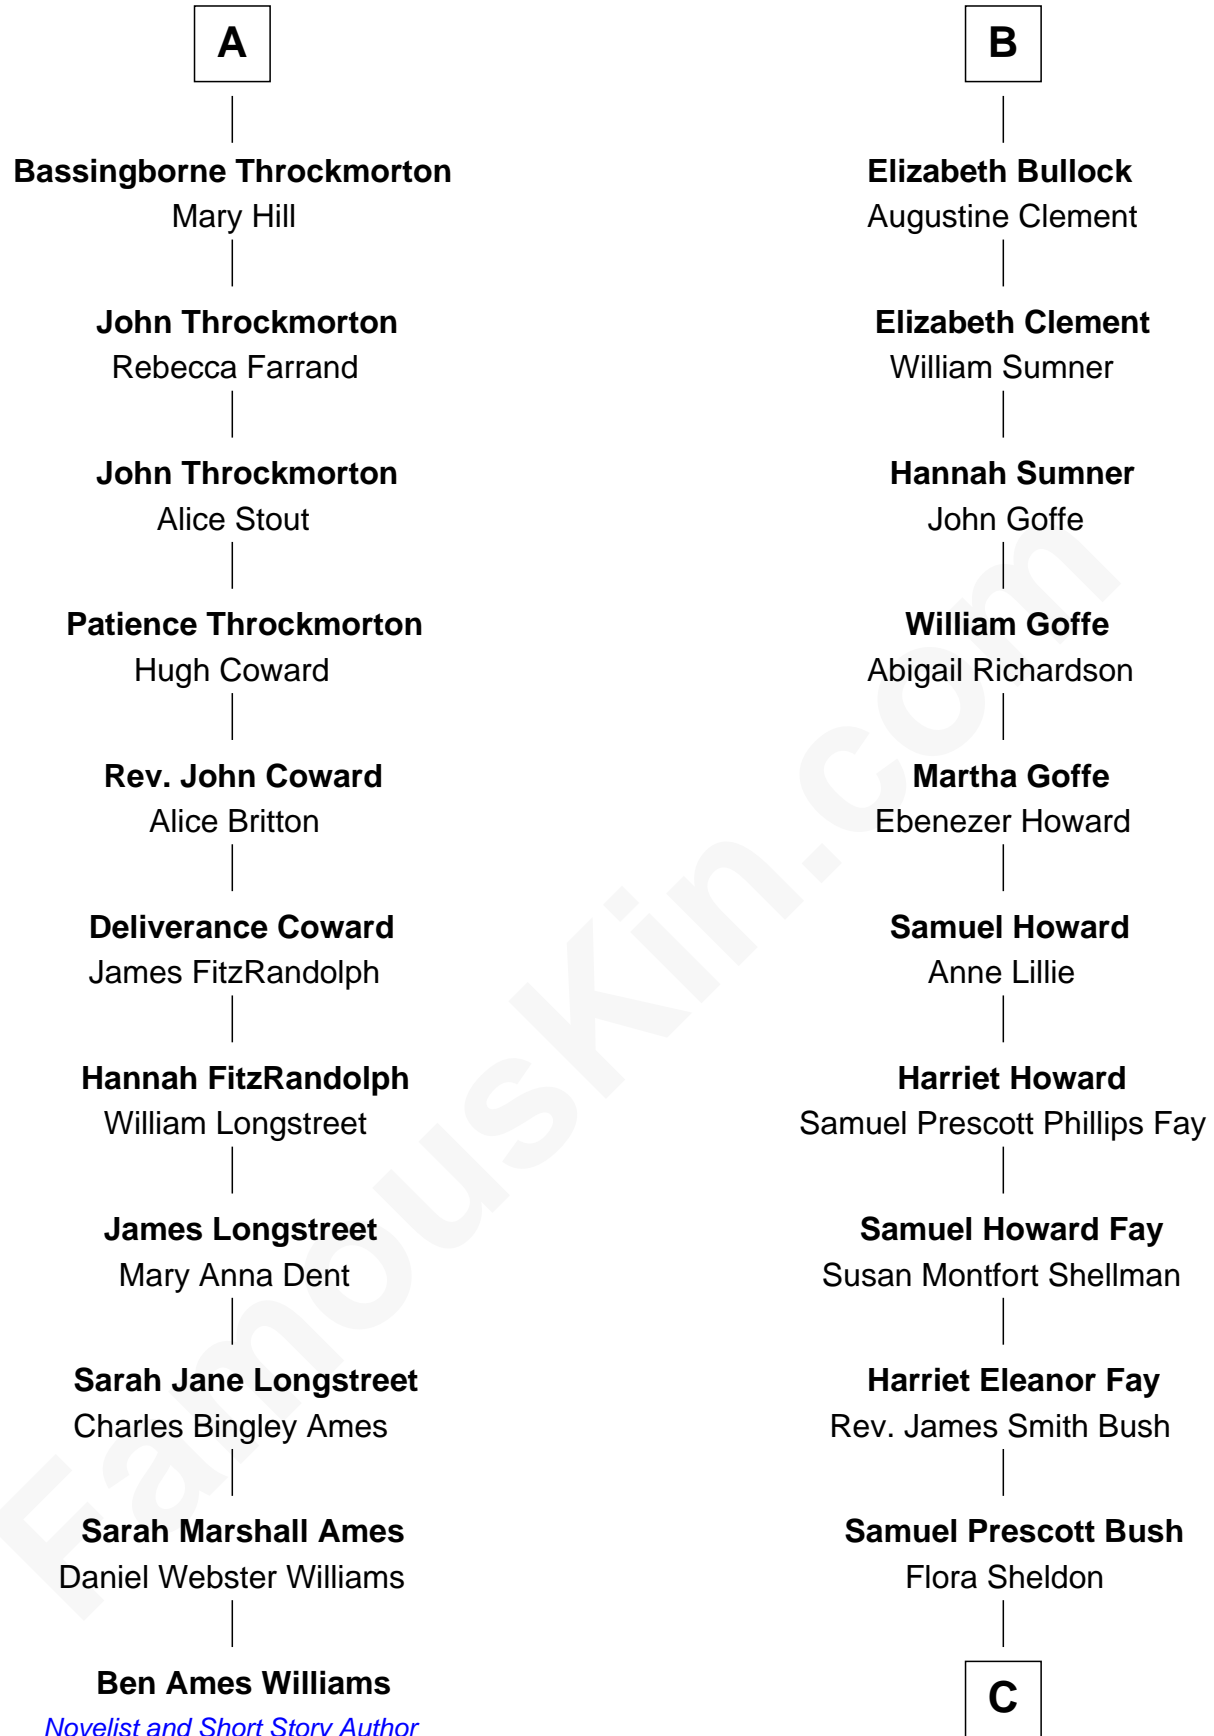 A
Bassingborne Throckmorton
Mary Hill
John Throckmorton
Rebecca Farrand
John Throckmorton
Alice Stout
Patience Throckmorton
Hugh Coward
Rev. John Coward
Alice Britton
Deliverance Coward
James FitzRandolph
Hannah FitzRandolph
William Longstreet
James Longstreet
Mary Anna Dent
Sarah Jane Longstreet
Charles Bingley Ames
Sarah Marshall Ames
Daniel Webster Williams
Ben Ames Williams
Novelist and Short Story Author
B
Elizabeth Bullock
Augustine Clement
Elizabeth Clement
William Sumner
Hannah Sumner
John Goffe
William Goffe
Abigail Richardson
Martha Goffe
Ebenezer Howard
Samuel Howard
Anne Lillie
Harriet Howard
Samuel Prescott Phillips Fay
Samuel Howard Fay
Susan Montfort Shellman
Harriet Eleanor Fay
Rev. James Smith Bush
Samuel Prescott Bush
Flora Sheldon
C
FamousKin.com